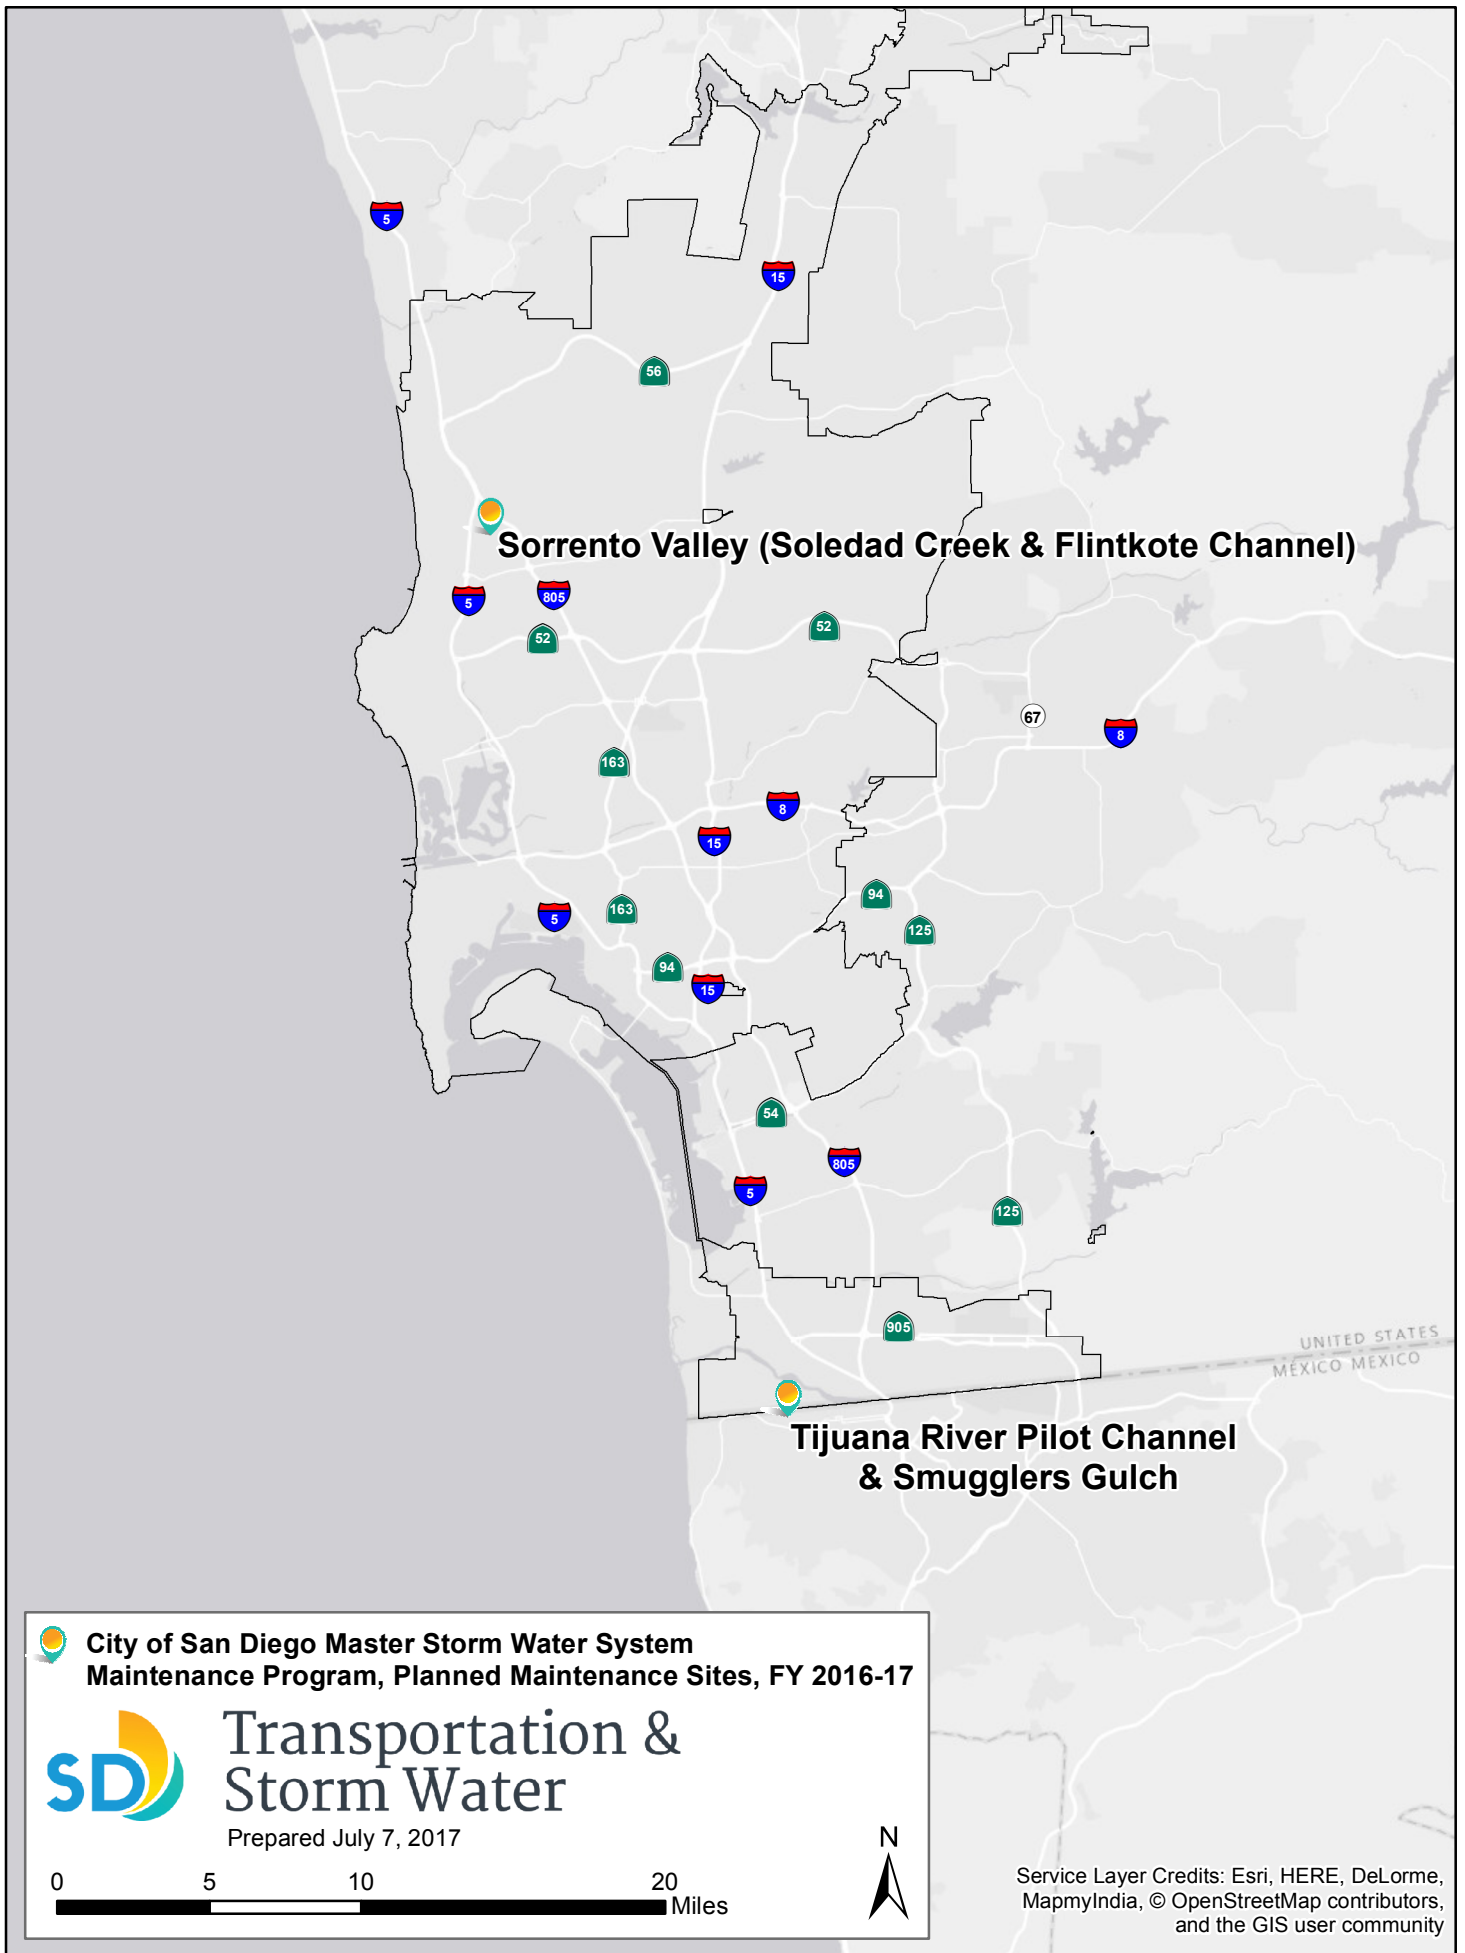 5
15
56
Sorrento Valley (Soledad Creek & Flintkote Channel)
5
805
52
52
67
8
163
8
15
94
163
5
125
94
15
54
805
5
125
905
UNITED STATES
MÉXICO MEXICO
Tijuana River Pilot Channel
& Smugglers Gulch
City of San Diego Master Storm Water System
Maintenance Program, Planned Maintenance Sites, FY 2016-17
SD
Transportation &
Storm Water
Prepared July 7, 2017
N
0 5 10 20
Miles
Service Layer Credits: Esri, HERE, DeLorme,
MapmyIndia, © OpenStreetMap contributors,
and the GIS user community